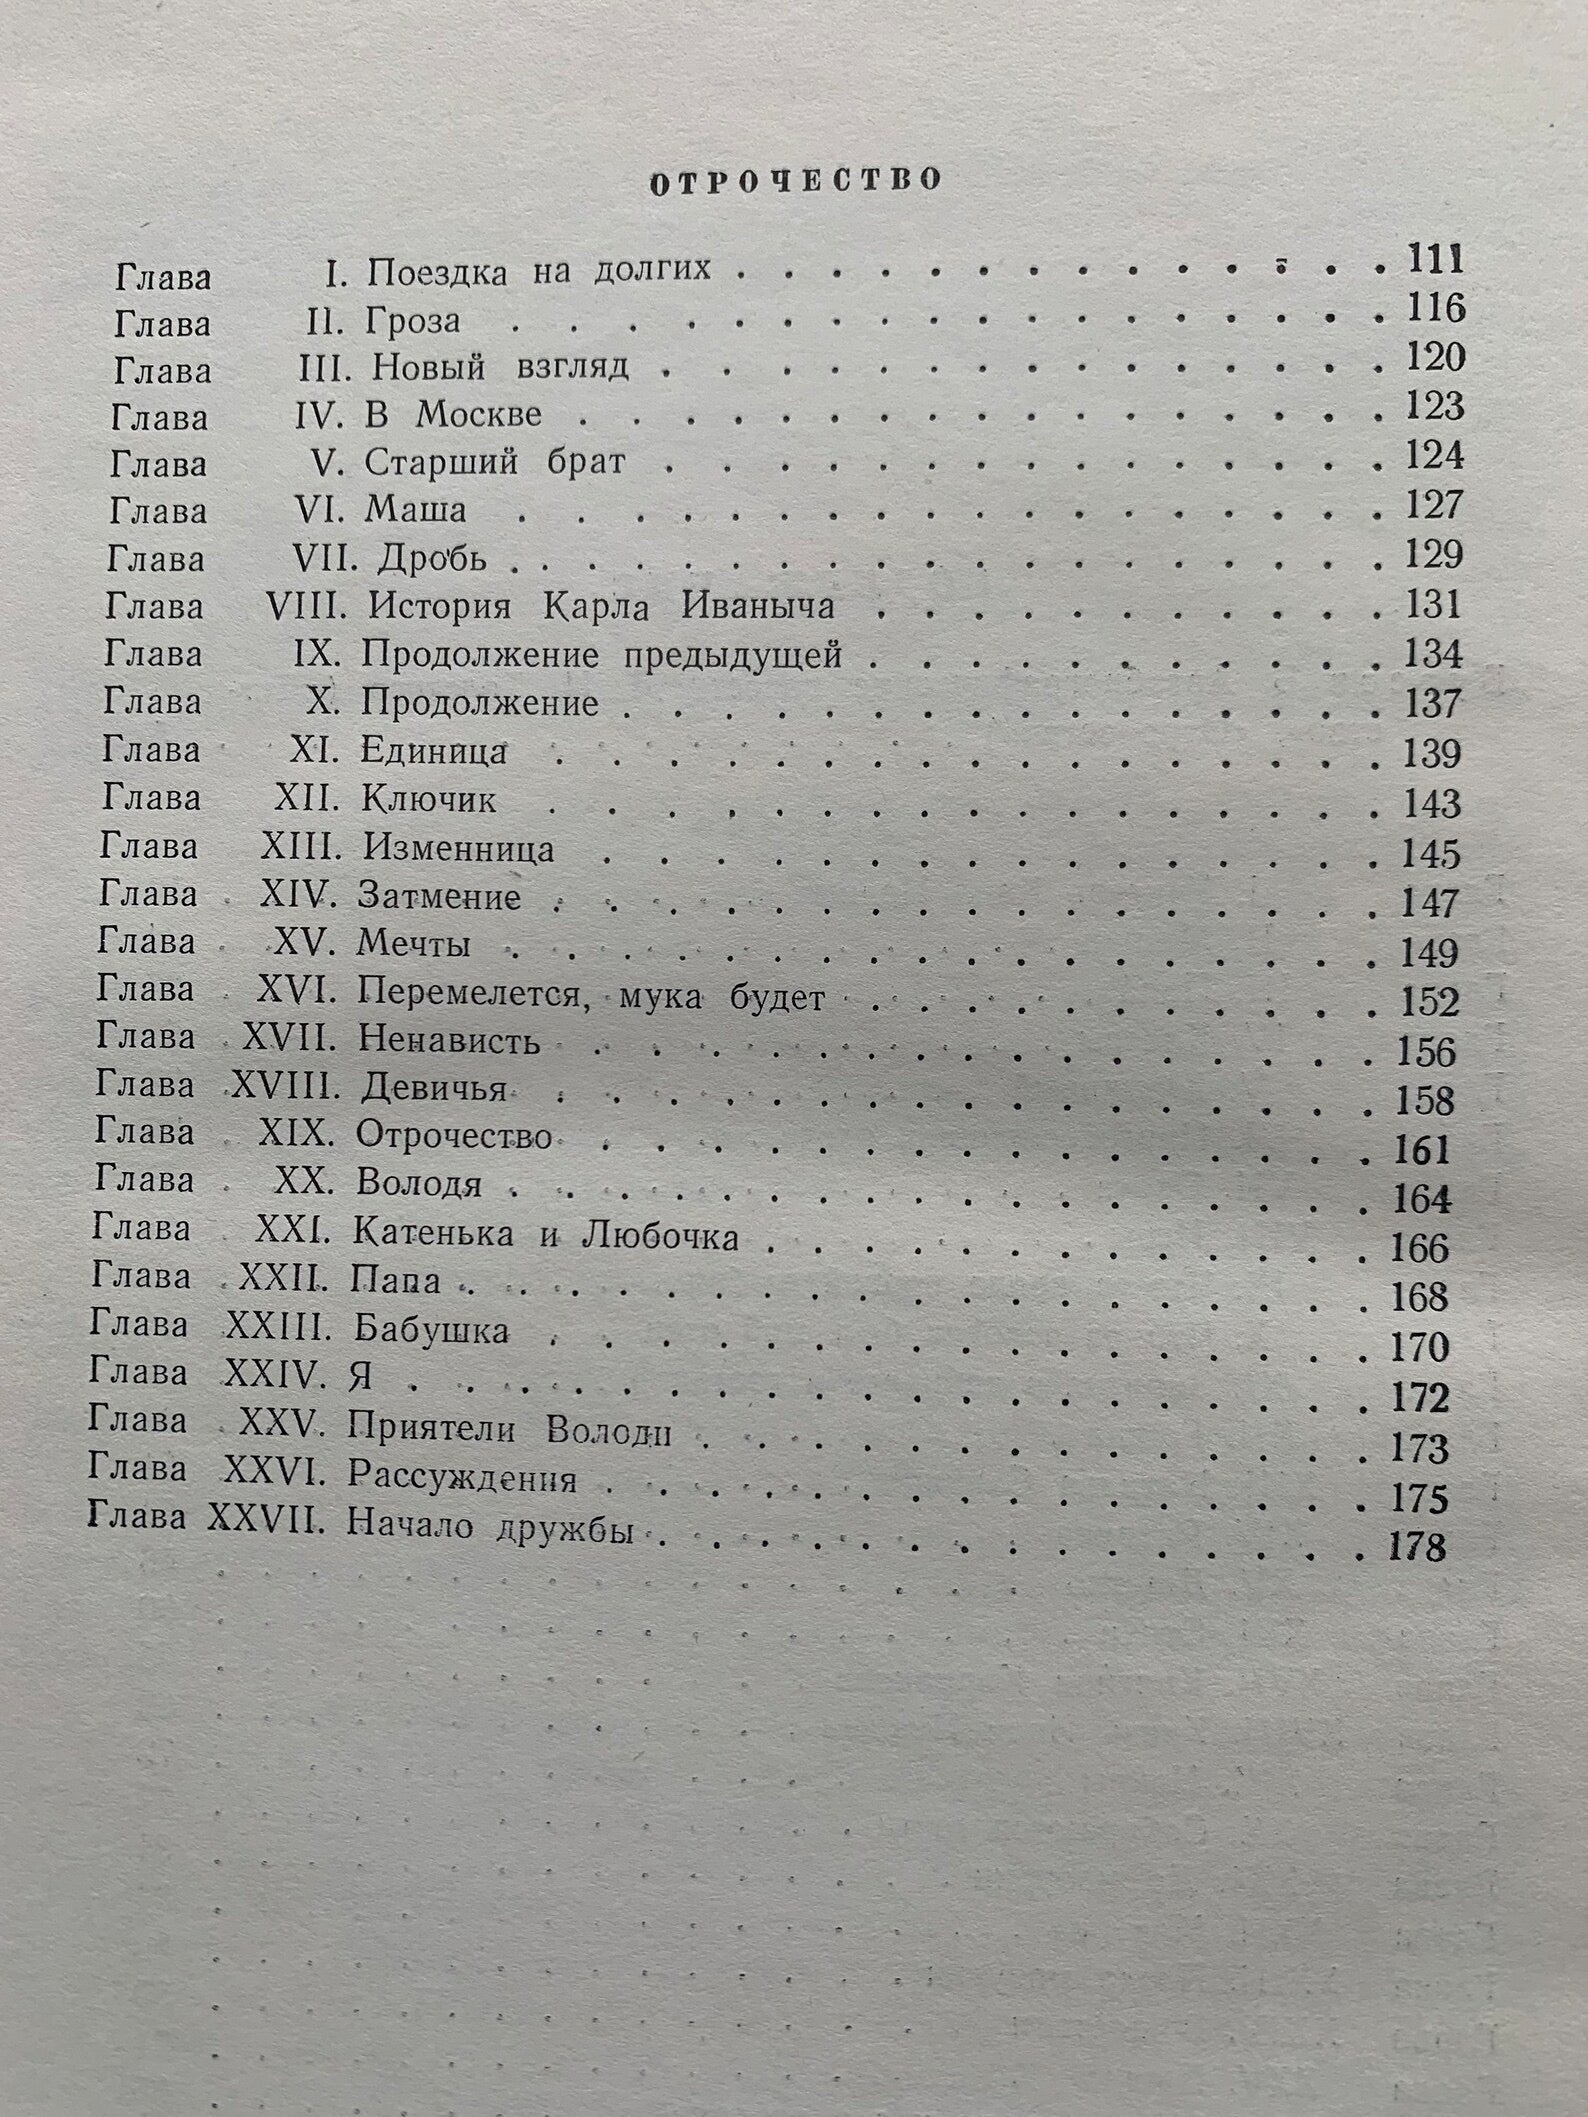 ОТРОЧЕСТВО
Глава I. Поездка на долгих . . . . . . . . . . . . . . 111
Глава II. Гроза . . . . . . . . . . . . . . . . . . 116
Глава III. Новый взгляд . . . . . . . . . . . . . . . 120
Глава IV. В Москве . . . . . . . . . . . . . . . . . 123
Глава V. Старший брат . . . . . . . . . . . . . . . 124
Глава VI. Маша . . . . . . . . . . . . . . . . . . 127
Глава VII. Дробь . . . . . . . . . . . . . . . . . . 129
Глава VIII. История Карла Иваныча . . . . . . . . . . . 131
Глава IX. Продолжение предыдущей . . . . . . . . . . . 134
Глава X. Продолжение . . . . . . . . . . . . . . . . 137
Глава XI. Единица . . . . . . . . . . . . . . . . . 139
Глава XII. Ключик . . . . . . . . . . . . . . . . . 143
Глава XIII. Изменница . . . . . . . . . . . . . . . . 145
Глава XIV. Затмение . . . . . . . . . . . . . . . . . 147
Глава XV. Мечты . . . . . . . . . . . . . . . . . . 149
Глава XVI. Перемелется, мука будет . . . . . . . . . . . 152
Глава XVII. Ненависть . . . . . . . . . . . . . . . . 156
Глава XVIII. Девичья . . . . . . . . . . . . . . . . . 158
Глава XIX. Отрочество . . . . . . . . . . . . . . . . 161
Глава XX. Володя . . . . . . . . . . . . . . . . . . 164
Глава XXI. Катенька и Любочка . . . . . . . . . . . . . 166
Глава XXII. Папа . . . . . . . . . . . . . . . . . . . 168
Глава XXIII. Бабушка . . . . . . . . . . . . . . . . . 170
Глава XXIV. Я . . . . . . . . . . . . . . . . . . . . 172
Глава XXV. Приятели Володи . . . . . . . . . . . . . . 173
Глава XXVI. Рассуждения . . . . . . . . . . . . . . . . 175
Глава XXVII. Начало дружбы . . . . . . . . . . . . . . . 178